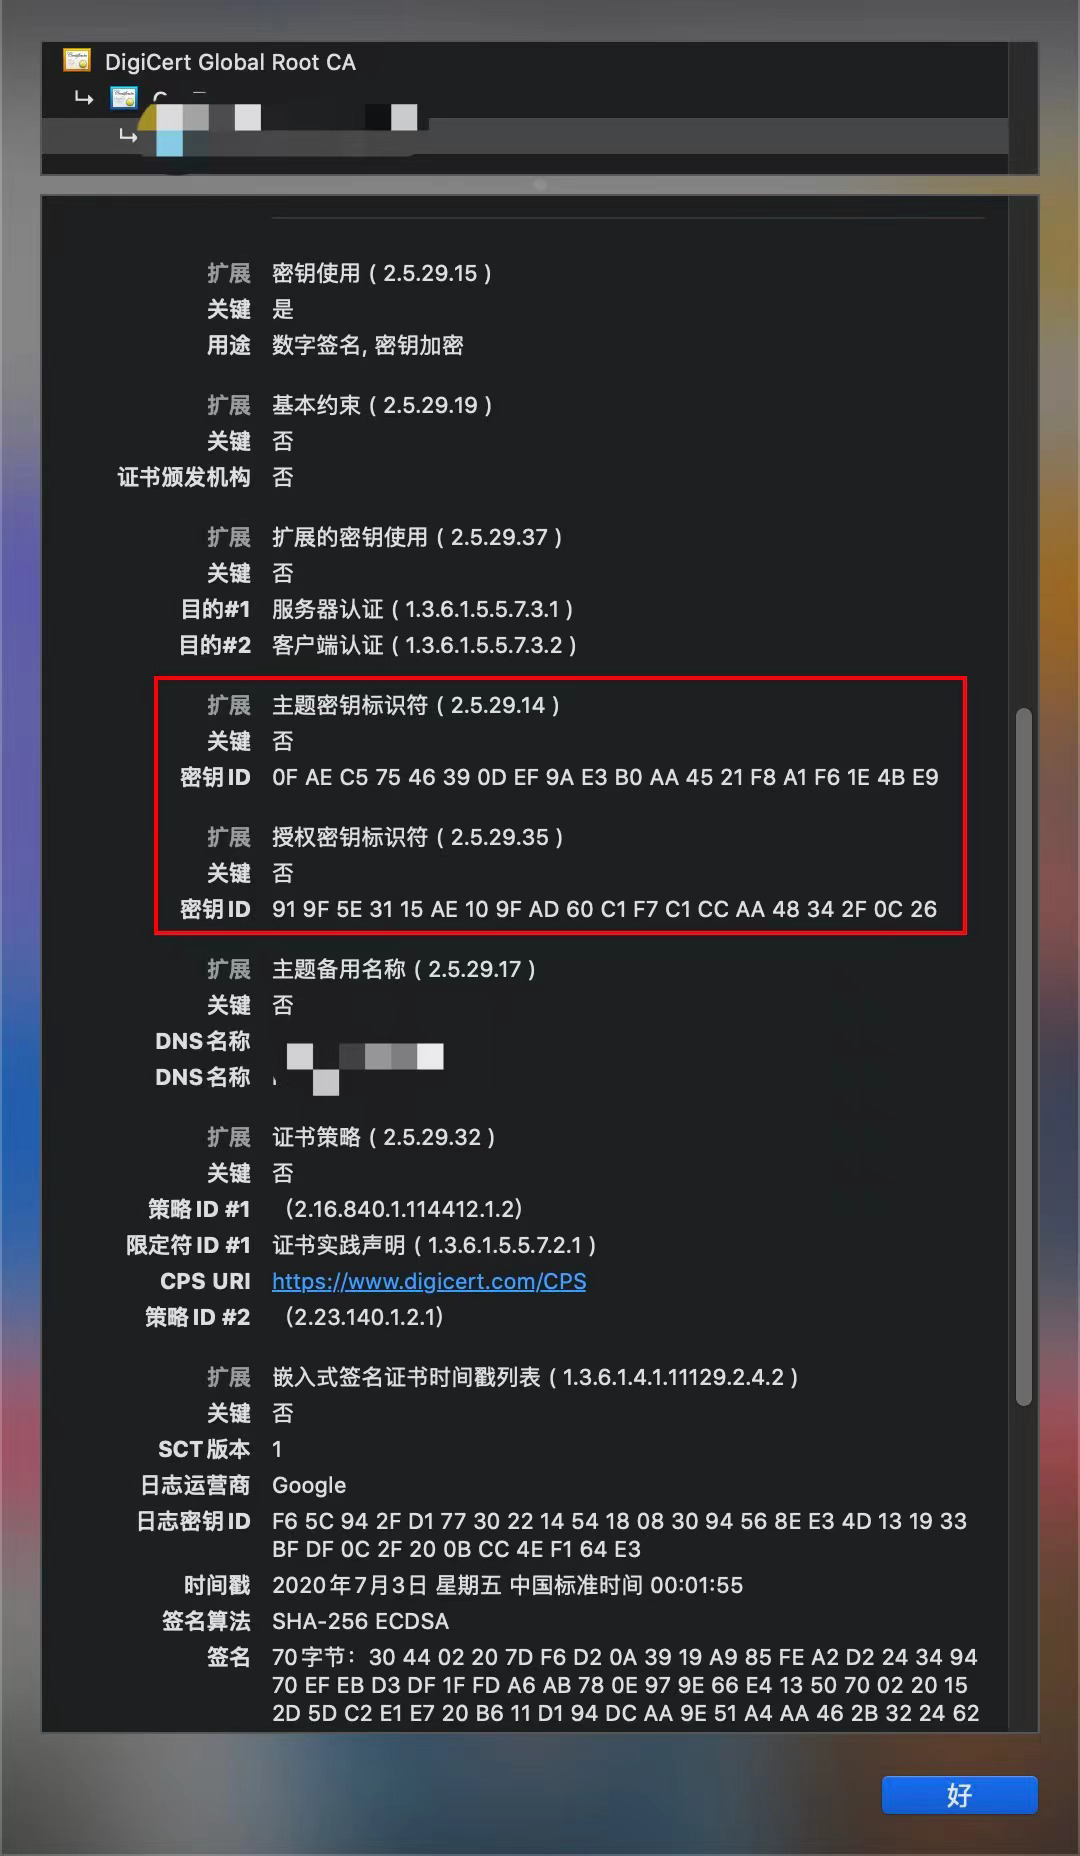 DigiCert Global Root CA
扩展 密钥使用 ( 2.5.29.15 )
关键 是
用途 数字签名, 密钥加密
扩展 基本约束 ( 2.5.29.19 )
关键 否
证书颁发机构 否
扩展 扩展的密钥使用 ( 2.5.29.37 )
关键 否
目的#1 服务器认证 ( 1.3.6.1.5.5.7.3.1 )
目的#2 客户端认证 ( 1.3.6.1.5.5.7.3.2 )
扩展 主题密钥标识符 ( 2.5.29.14 )
关键 否
密钥 ID 0F AE C5 75 46 39 0D EF 9A E3 B0 AA 45 21 F8 A1 F6 1E 4B E9
扩展 授权密钥标识符 ( 2.5.29.35 )
关键 否
密钥 ID 91 9F 5E 31 15 AE 10 9F AD 60 C1 F7 C1 CC AA 48 34 2F 0C 26
扩展 主题备用名称 ( 2.5.29.17 )
关键 否
DNS 名称
DNS 名称
扩展 证书策略 ( 2.5.29.32 )
关键 否
策略 ID #1 （2.16.840.1.114412.1.2）
限定符 ID #1 证书实践声明 ( 1.3.6.1.5.5.7.2.1 )
CPS URI https://www.digicert.com/CPS
策略 ID #2 （2.23.140.1.2.1）
扩展 嵌入式签名证书时间戳列表 ( 1.3.6.1.4.1.11129.2.4.2 )
关键 否
SCT 版本 1
日志运营商 Google
日志密钥 ID F6 5C 94 2F D1 77 30 22 14 54 18 08 30 94 56 8E E3 4D 13 19 33
BF DF 0C 2F 20 0B CC 4E F1 64 E3
时间戳 2020年7月3日 星期五 中国标准时间 00:01:55
签名算法 SHA-256 ECDSA
签名 70 字节：30 44 02 20 7D F6 D2 0A 39 19 A9 85 FE A2 D2 24 34 94
70 EF EB D3 DF 1F FD A6 AB 78 0E 97 9E 66 E4 13 50 70 02 20 15
2D 5D C2 E1 E7 20 B6 11 D1 94 DC AA 9E 51 A4 AA 46 2B 32 24 62
好